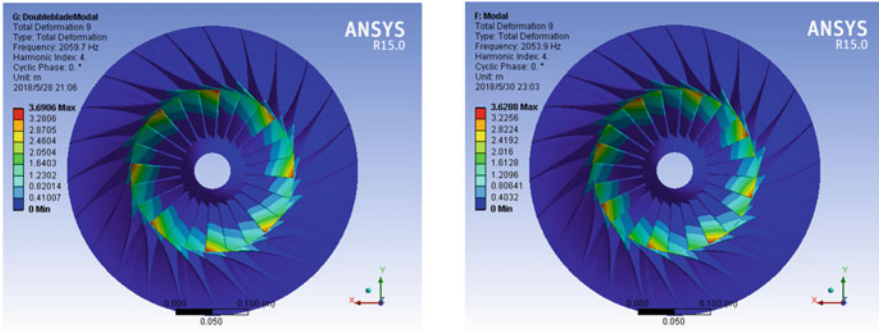 G: DoublebladeModal
Total Deformation 9
Type: Total Deformation
Frequency: 2059.7 Hz
Harmonic Index: 4.
Cyclic Phase: 0. °
Unit: m
2018/5/28 21:06
3.6906 Max
3.2806
2.8705
2.4604
2.0504
1.6403
1.2302
0.82014
0.41007
0 Min
ANSYS
R15.0
0.000
0.100 (m)
0.050
Y
X
Z
F: Modal
Total Deformation 9
Type: Total Deformation
Frequency: 2053.9 Hz
Harmonic Index: 4.
Cyclic Phase: 0. °
Unit: m
2018/5/30 23:03
3.6288 Max
3.2256
2.8224
2.4192
2.016
1.6128
1.2096
0.80641
0.4032
0 Min
ANSYS
R15.0
0.000
0.100 (m)
0.050
Y
X
Z